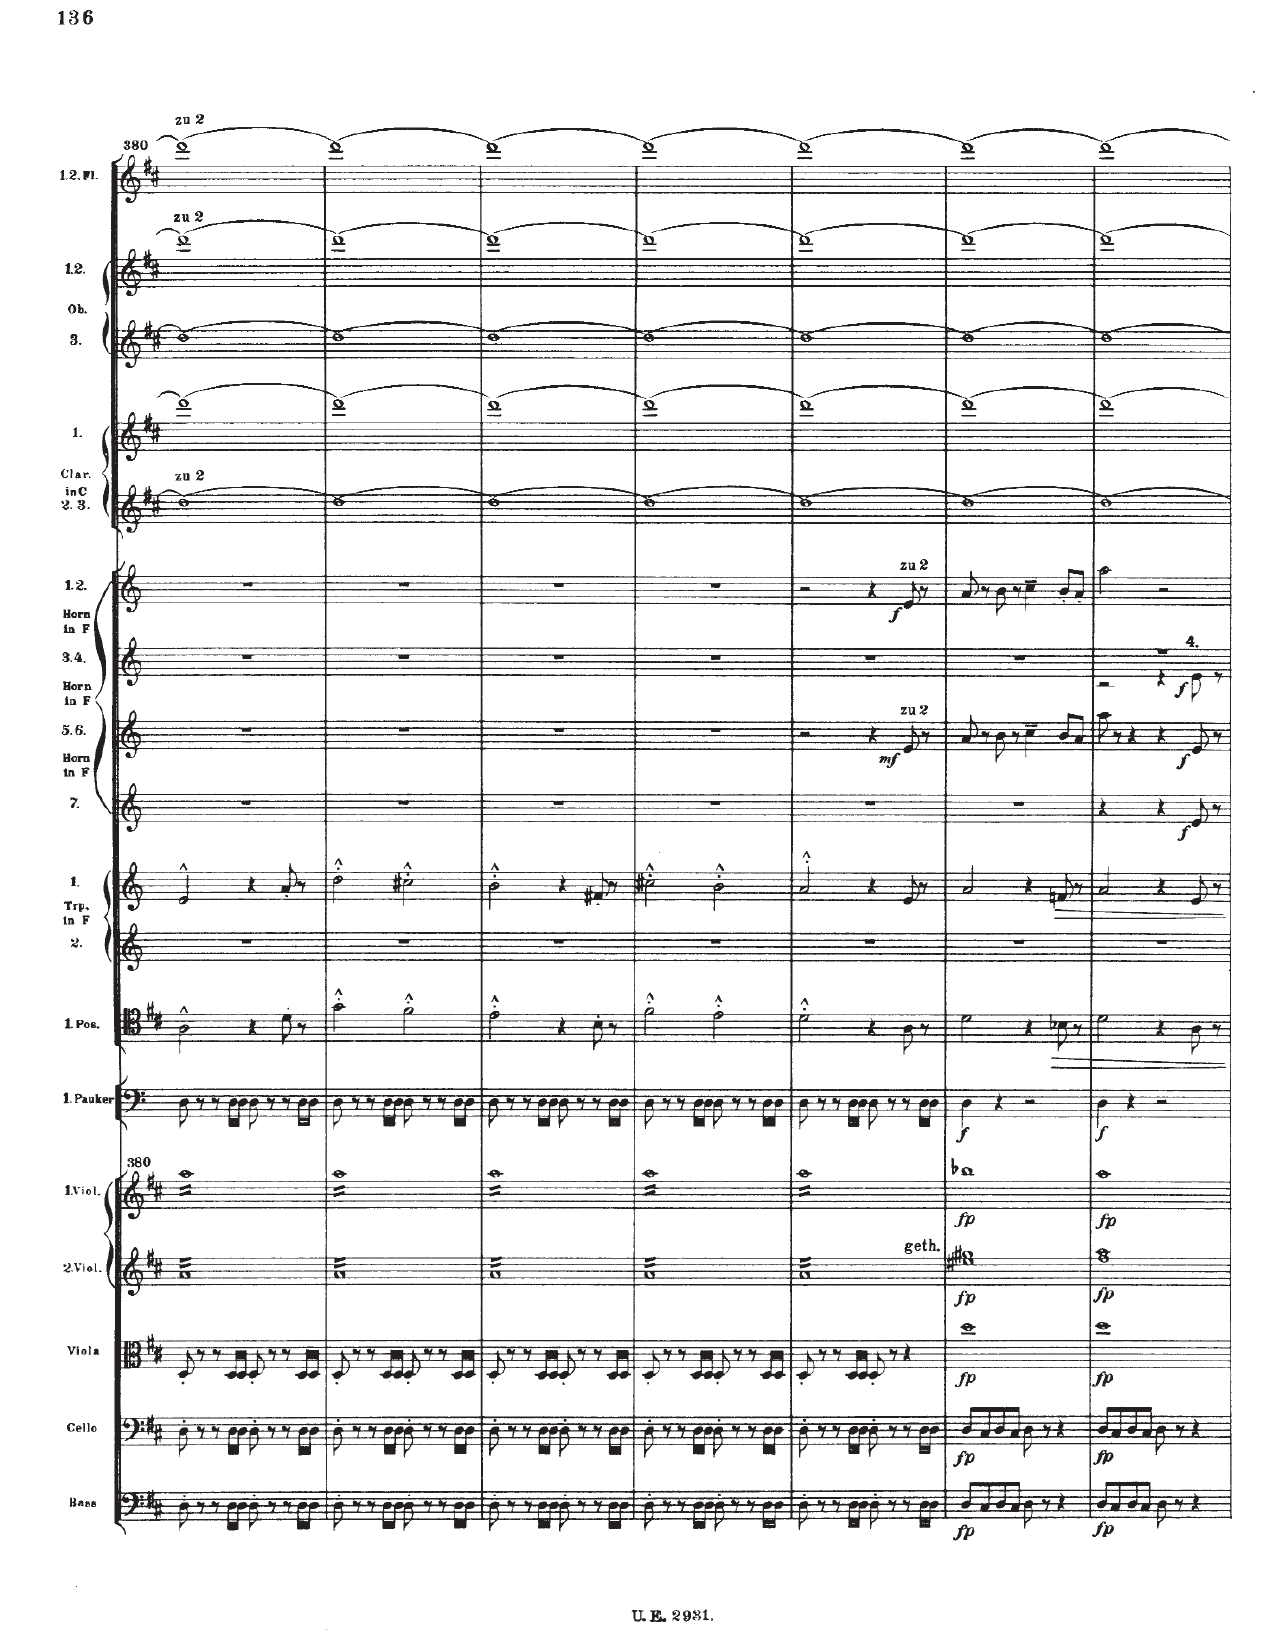 136
zu 2
380
1.2. Fl.
zu 2
1.2.
Ob.
3.
1.
Clar.
in C
zu 2
2. 3.
zu 2
1.2.
Horn
in F
f
4.
3.4.
Horn
in F
f
zu 2
5.6.
Horn
in F
mf
f
7.
f
1.
Trp.
in F
2.
1. Pos.
1. Pauker
f
f
380
1. Viol.
fp
fp
geth.
2. Viol.
fp
fp
Viola
fp
fp
Cello
fp
fp
Bass
fp
fp
U. E. 2931.